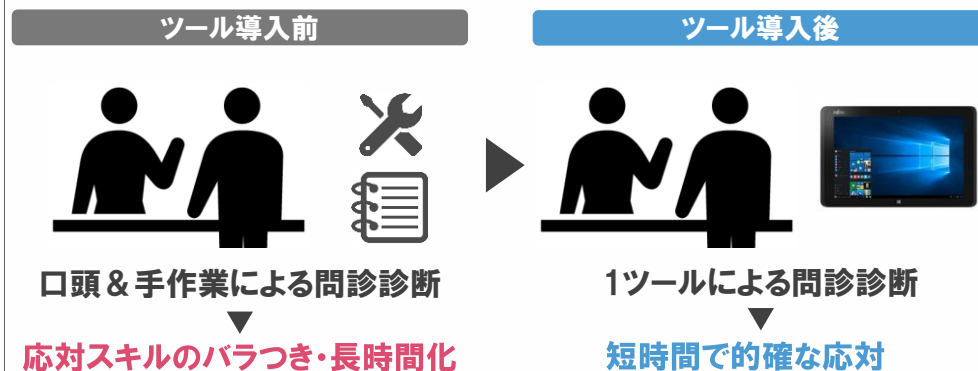 ツール導入前
ツール導入後
口頭&手作業による問診診断
1ツールによる問診診断
応対スキルのバラつき・長時間化
短時間で的確な応対